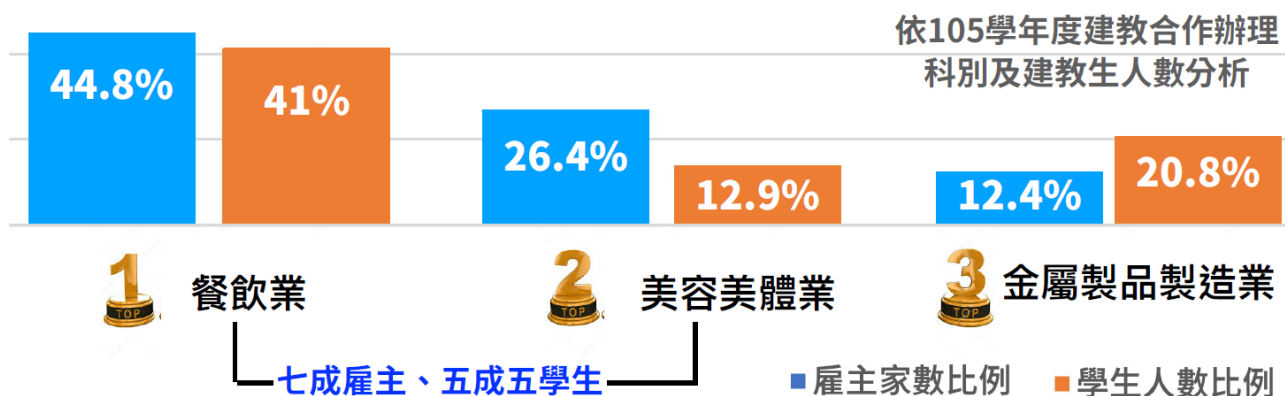 依105學年度建教合作辦理
科別及建教生人數分析
44.8%
41%
26.4%
12.9%
12.4%
20.8%
1
TOP
餐飲業
2
TOP
美容美體業
3
TOP
金屬製品製造業
七成雇主、五成五學生
雇主家數比例
學生人數比例